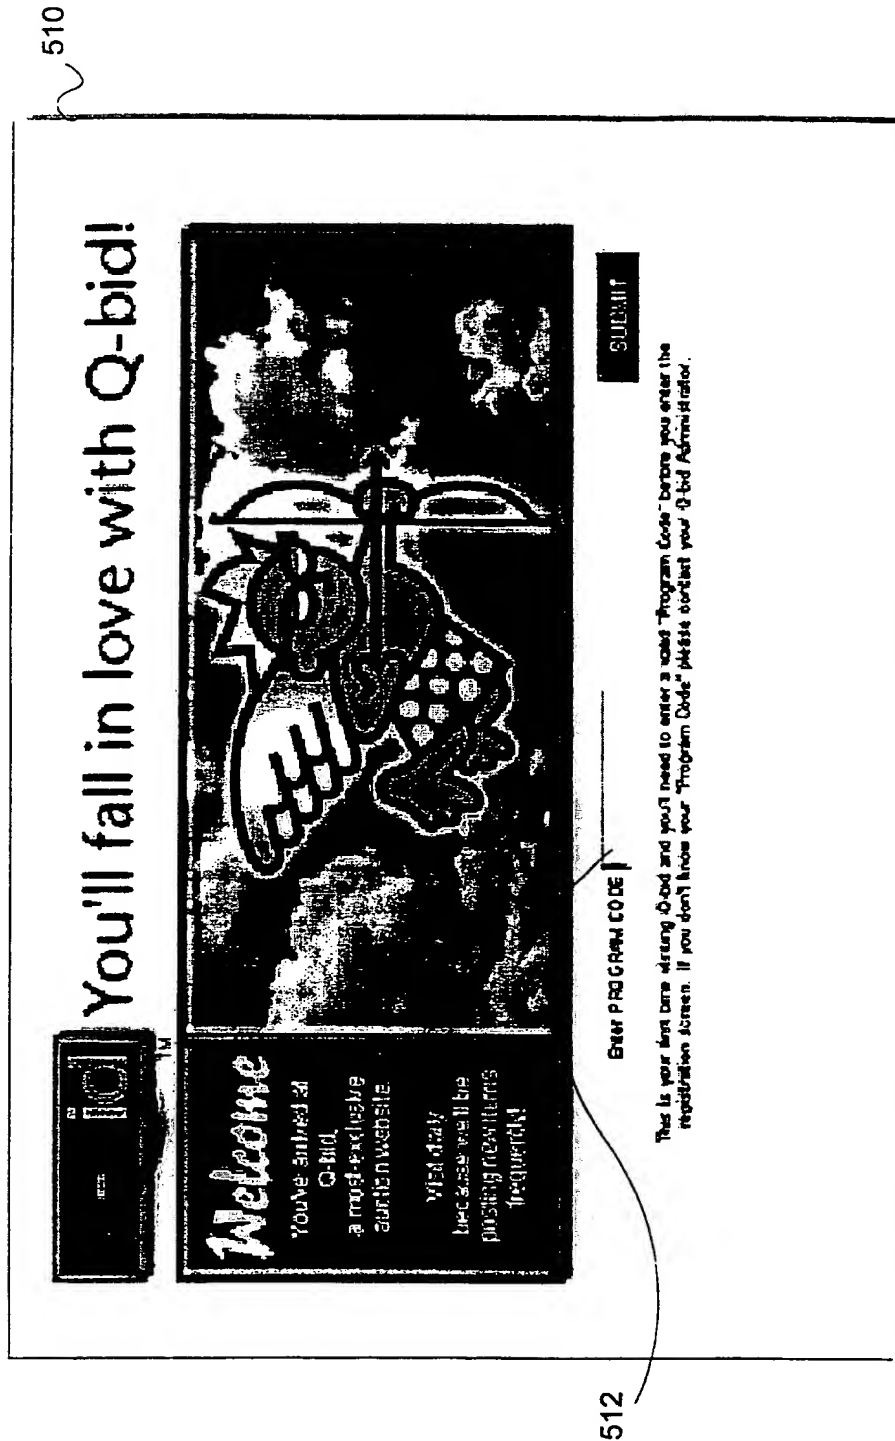 510
You'll fall in love with Q-bid!
id
TM
Welcome
You've arrived at
Q-bid,
a most-exclusive
auction website.
Visit daily
because we'll be
posting new items
frequently!
Enter PROGRAM CODE
SUBMIT
This is your first time visiting Q-bid and you'll need to enter a valid "Program Code" before you enter the
registration screen. If you don't know your "Program Code" please contact your Q-bid Administrator.
512